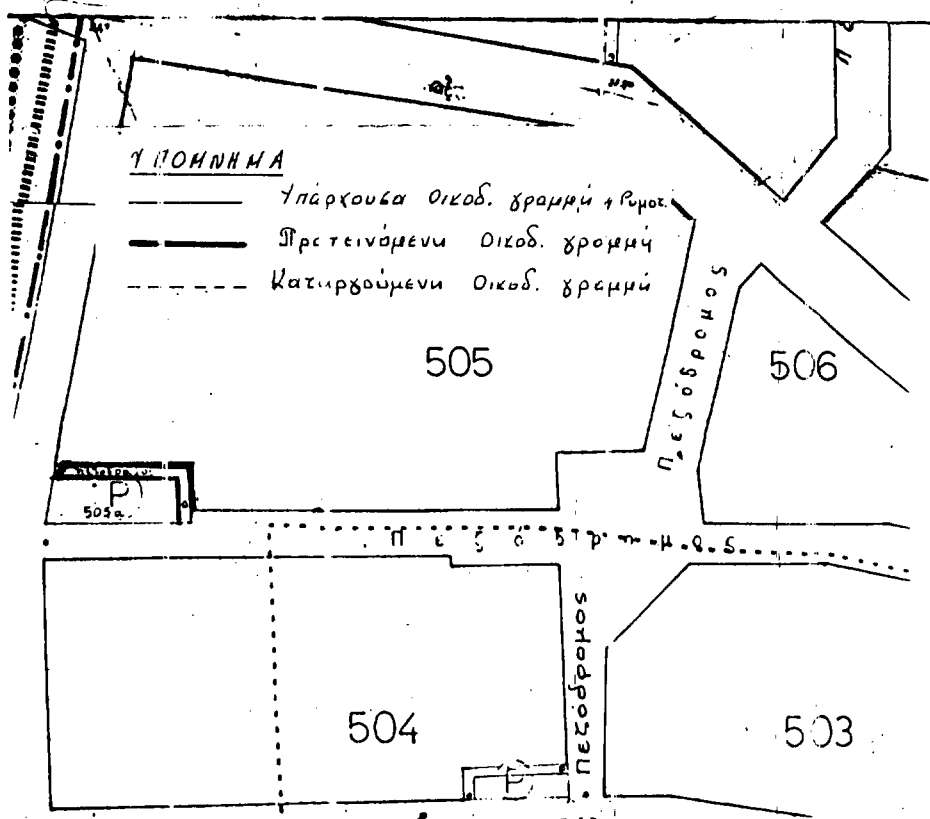 ΥΠΟΜΝΗΜΑ
Υπάρχουσα Οικοδ. γραμμή + Ρυμοτ.
Προτεινόμενη Οικοδ. γραμμή
Καταργούμενη Οικοδ. γραμμή
505
506
Πεζόδρομος
P
505α
Πεζόδρομος
Πεζόδρομος
504
503
P